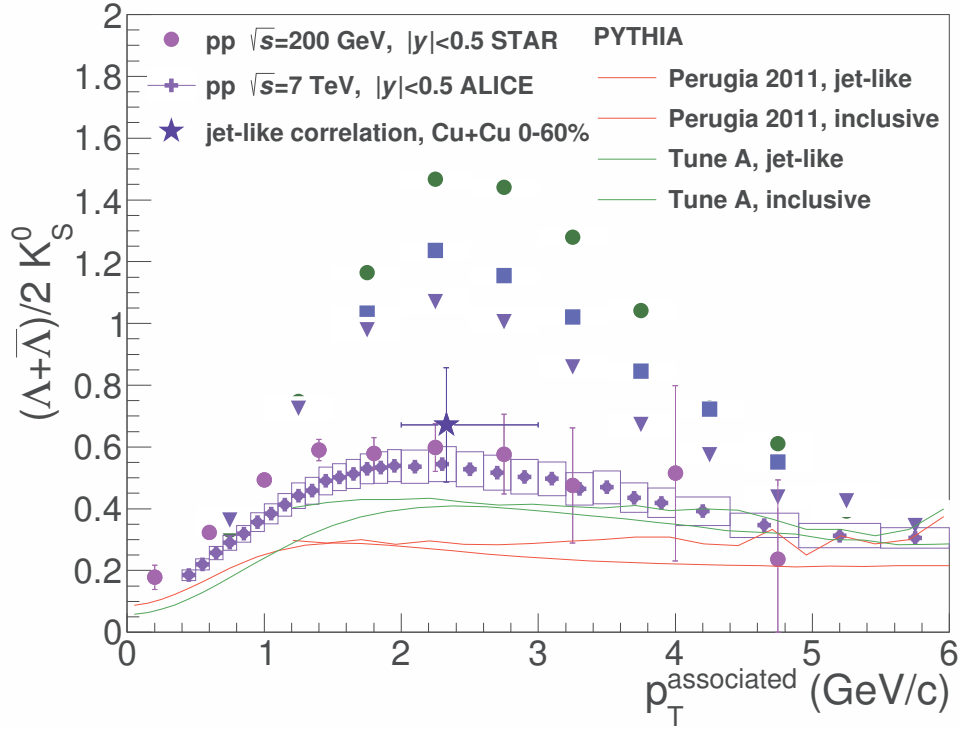 pp √s=200 GeV, |y|<0.5 STAR
pp √s=7 TeV, |y|<0.5 ALICE
jet-like correlation, Cu+Cu 0-60%
PYTHIA
Perugia 2011, jet-like
Perugia 2011, inclusive
Tune A, jet-like
Tune A, inclusive
(Λ+Λ̅)/2 K⁰_S
2
1.8
1.6
1.4
1.2
1
0.8
0.6
0.4
0.2
0
0 1 2 3 4 5 6
p_T^associated (GeV/c)